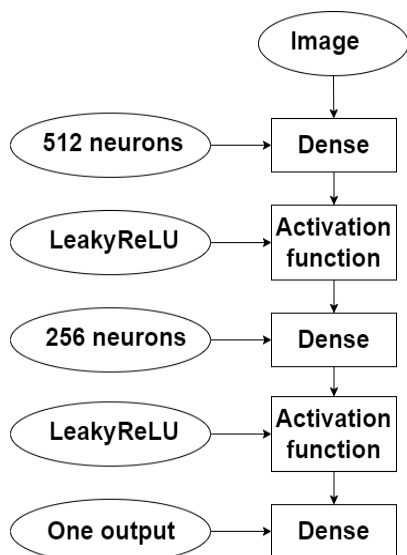 Image
512 neurons
Dense
LeakyReLU
Activation
function
256 neurons
Dense
LeakyReLU
Activation
function
One output
Dense